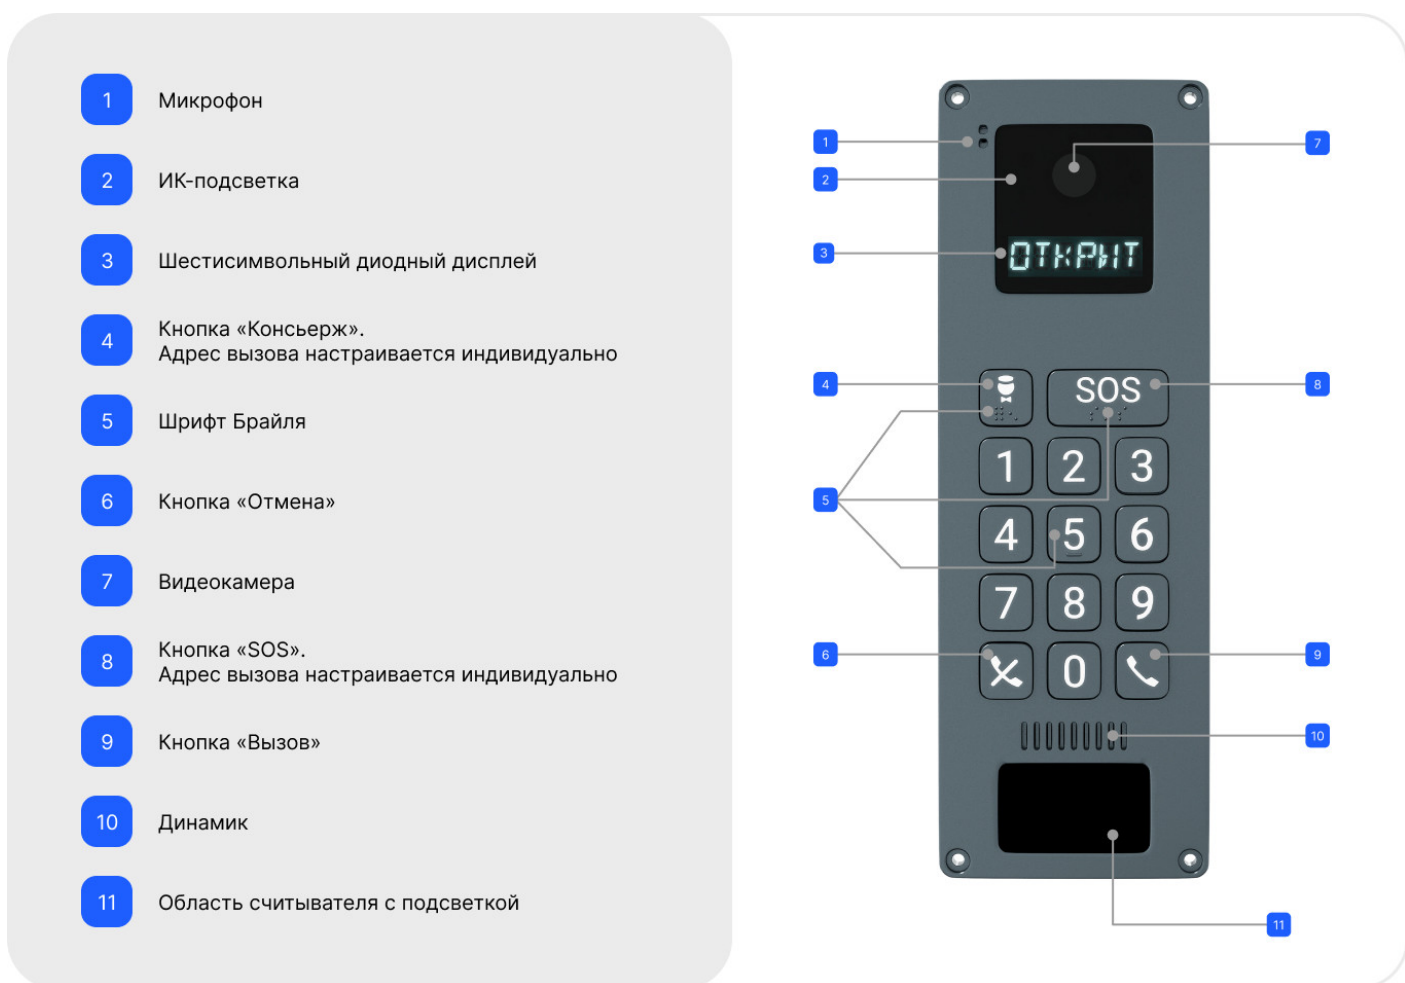 1 Микрофон
2 ИК-подсветка
3 Шестисимвольный диодный дисплей
4 Кнопка «Консьерж».
Адрес вызова настраивается индивидуально
5 Шрифт Брайля
6 Кнопка «Отмена»
7 Видеокамера
8 Кнопка «SOS».
Адрес вызова настраивается индивидуально
9 Кнопка «Вызов»
10 Динамик
11 Область считывателя с подсветкой
1
7
2
3
ОТКРЫТ
4
SOS
8
1 2 3
5
4 5 6
7 8 9
6
0
9
10
11